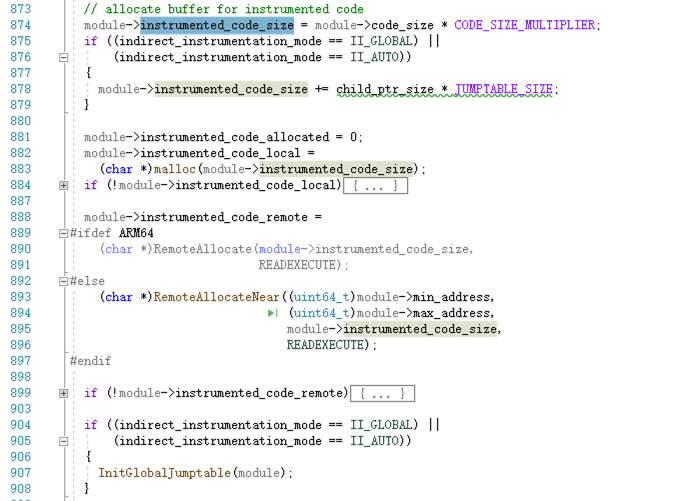 873 // allocate buffer for instrumented code
874 module->instrumented_code_size = module->code_size * CODE_SIZE_MULTIPLIER;
875 if ((indirect_instrumentation_mode == II_GLOBAL) ||
876 (indirect_instrumentation_mode == II_AUTO))
877 {
878 module->instrumented_code_size += child_ptr_size * JUMPTABLE_SIZE;
879 }
880
881 module->instrumented_code_allocated = 0;
882 module->instrumented_code_local =
883 (char *)malloc(module->instrumented_code_size);
884 if (!module->instrumented_code_local) { ... }
887
888 module->instrumented_code_remote =
889 #ifdef ARM64
890 (char *)RemoteAllocate(module->instrumented_code_size,
891 READEXECUTE);
892 #else
893 (char *)RemoteAllocateNear((uint64_t)module->min_address,
894 (uint64_t)module->max_address,
895 module->instrumented_code_size,
896 READEXECUTE);
897 #endif
898
899 if (!module->instrumented_code_remote) { ... }
903
904 if ((indirect_instrumentation_mode == II_GLOBAL) ||
905 (indirect_instrumentation_mode == II_AUTO))
906 {
907 InitGlobalJumptable(module);
908 }